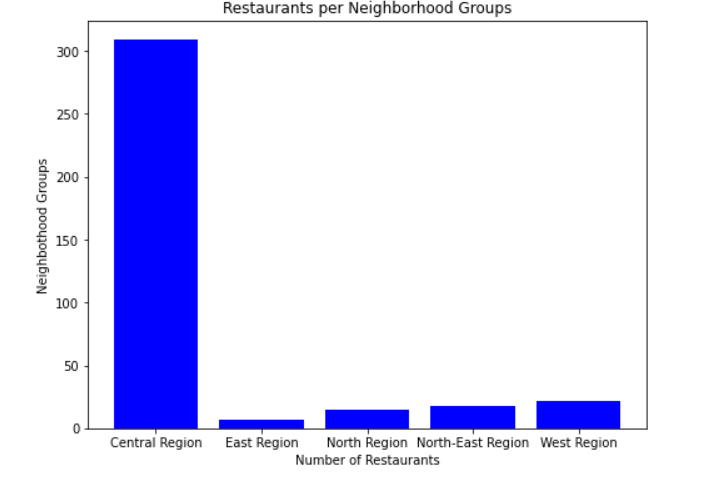 Restaurants per Neighborhood Groups
300
250
200
150
100
50
0
Neighbothood Groups
Central Region East Region North Region North-East Region West Region
Number of Restaurants